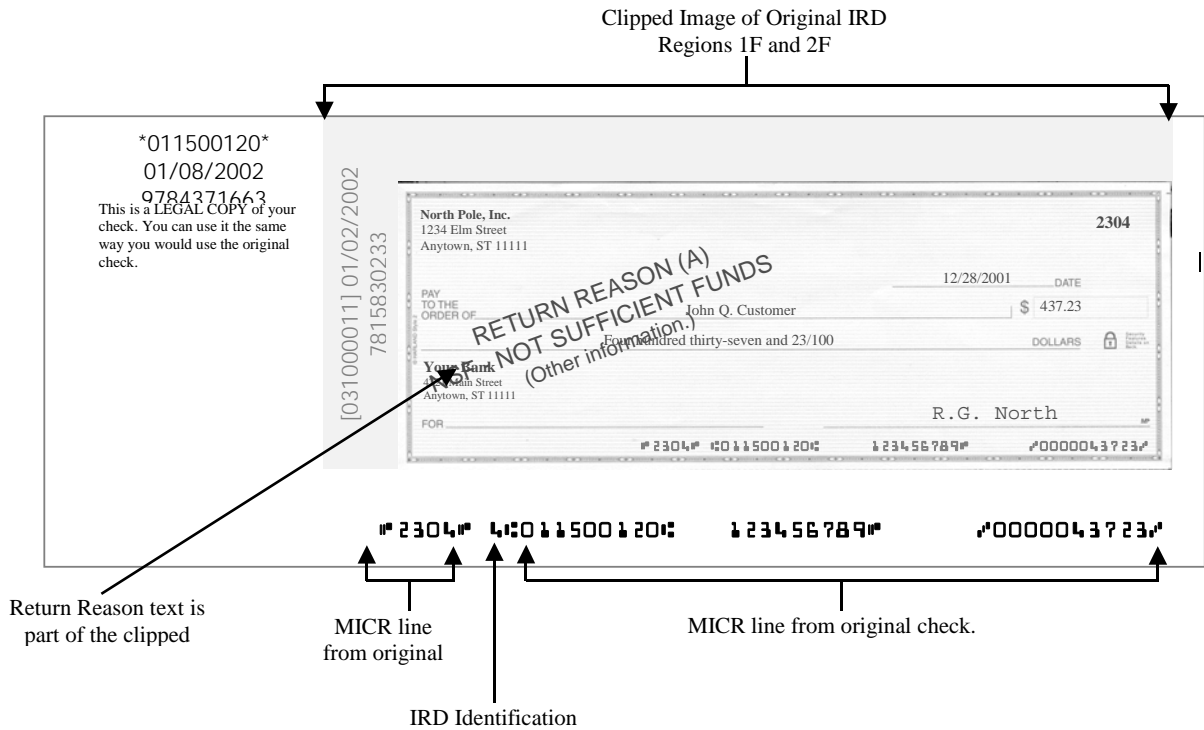 Clipped Image of Original IRD
Regions 1F and 2F
*011500120*
01/08/2002
9784371663
This is a LEGAL COPY of your
check. You can use it the same
way you would use the original
check.
[031000011] 01/02/2002
7815830233
North Pole, Inc.
1234 Elm Street
Anytown, ST 11111
2304
RETURN REASON (A)
NSF - NOT SUFFICIENT FUNDS
(Other information.)
12/28/2001 DATE
PAY
TO THE
ORDER OF
John Q. Customer
$ 437.23
Four hundred thirty-seven and 23/100
DOLLARS
Your Bank
Main Street
Anytown, ST 11111
FOR
R.G. North
MP
⑈2304⑈ ⑆011500120⑆ 123456789⑈ ⑇0000043723⑇
⑈2304⑈ 4⑆011500120⑆ 123456789⑈ ⑇0000043723⑇
Return Reason text is
part of the clipped
MICR line
from original
MICR line from original check.
IRD Identification